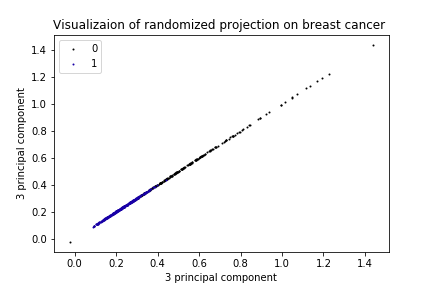 Visualizaion of randomized projection on breast cancer
0
1
1.4
1.2
1.0
0.8
0.6
0.4
0.2
0.0
3 principal component
0.0 0.2 0.4 0.6 0.8 1.0 1.2 1.4
3 principal component